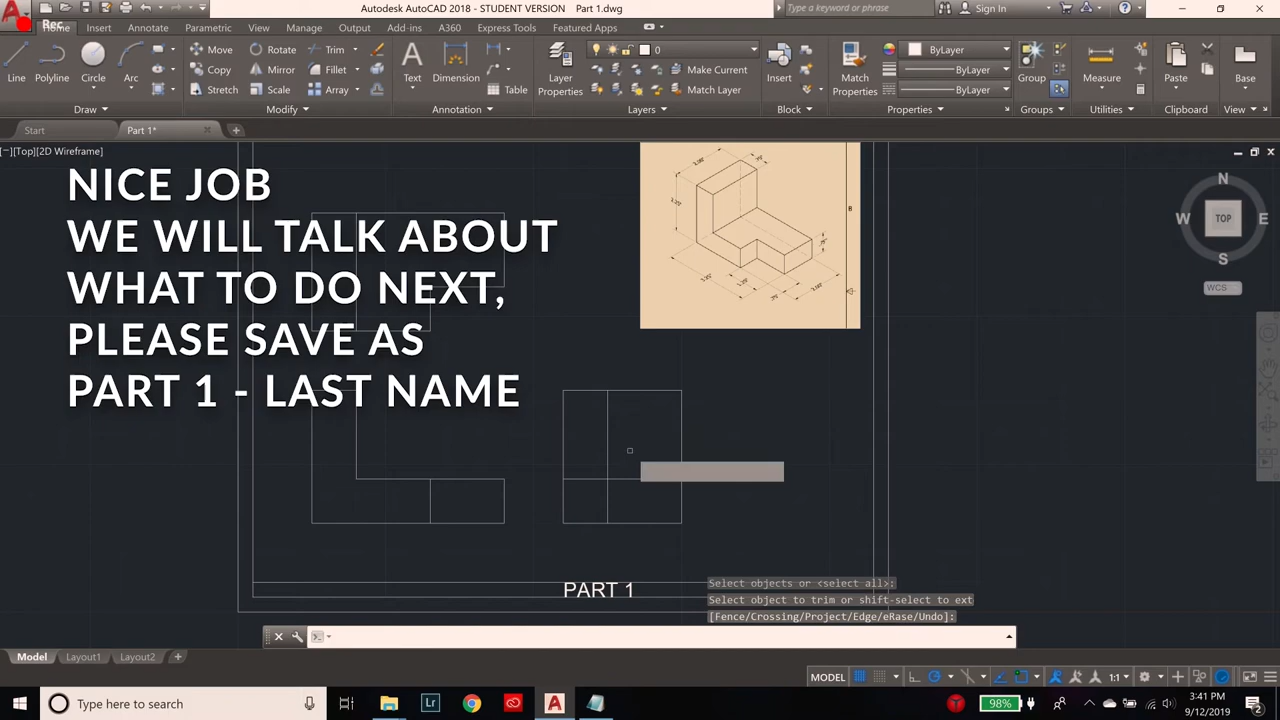 Autodesk AutoCAD 2018 - STUDENT VERSION Part 1.dwg
Type a keyword or phrase
Sign In
Rec
Home Insert Annotate Parametric View Manage Output Add-ins A360 Express Tools Featured Apps
Line
Polyline
Circle
Arc
Move
Rotate
Trim
Copy
Mirror
Fillet
Stretch
Scale
Array
Text
Dimension
Table
Layer
Properties
0
Make Current
Match Layer
Insert
Match
Properties
ByLayer
ByLayer
ByLayer
Group
Measure
Paste
Base
Draw Modify Annotation Layers Block Properties Groups Utilities Clipboard View
Start Part 1*
[−][Top][2D Wireframe]
NICE JOB
WE WILL TALK ABOUT
WHAT TO DO NEXT,
PLEASE SAVE AS
PART 1 - LAST NAME
B
N
W TOP E
S
WCS
PART 1
Select objects or <select all>:
Select object to trim or shift-select to ext
[Fence/Crossing/Project/Edge/eRase/Undo]:
Model Layout1 Layout2
MODEL 1:1
Type here to search
98%
3:41 PM
9/12/2019
2